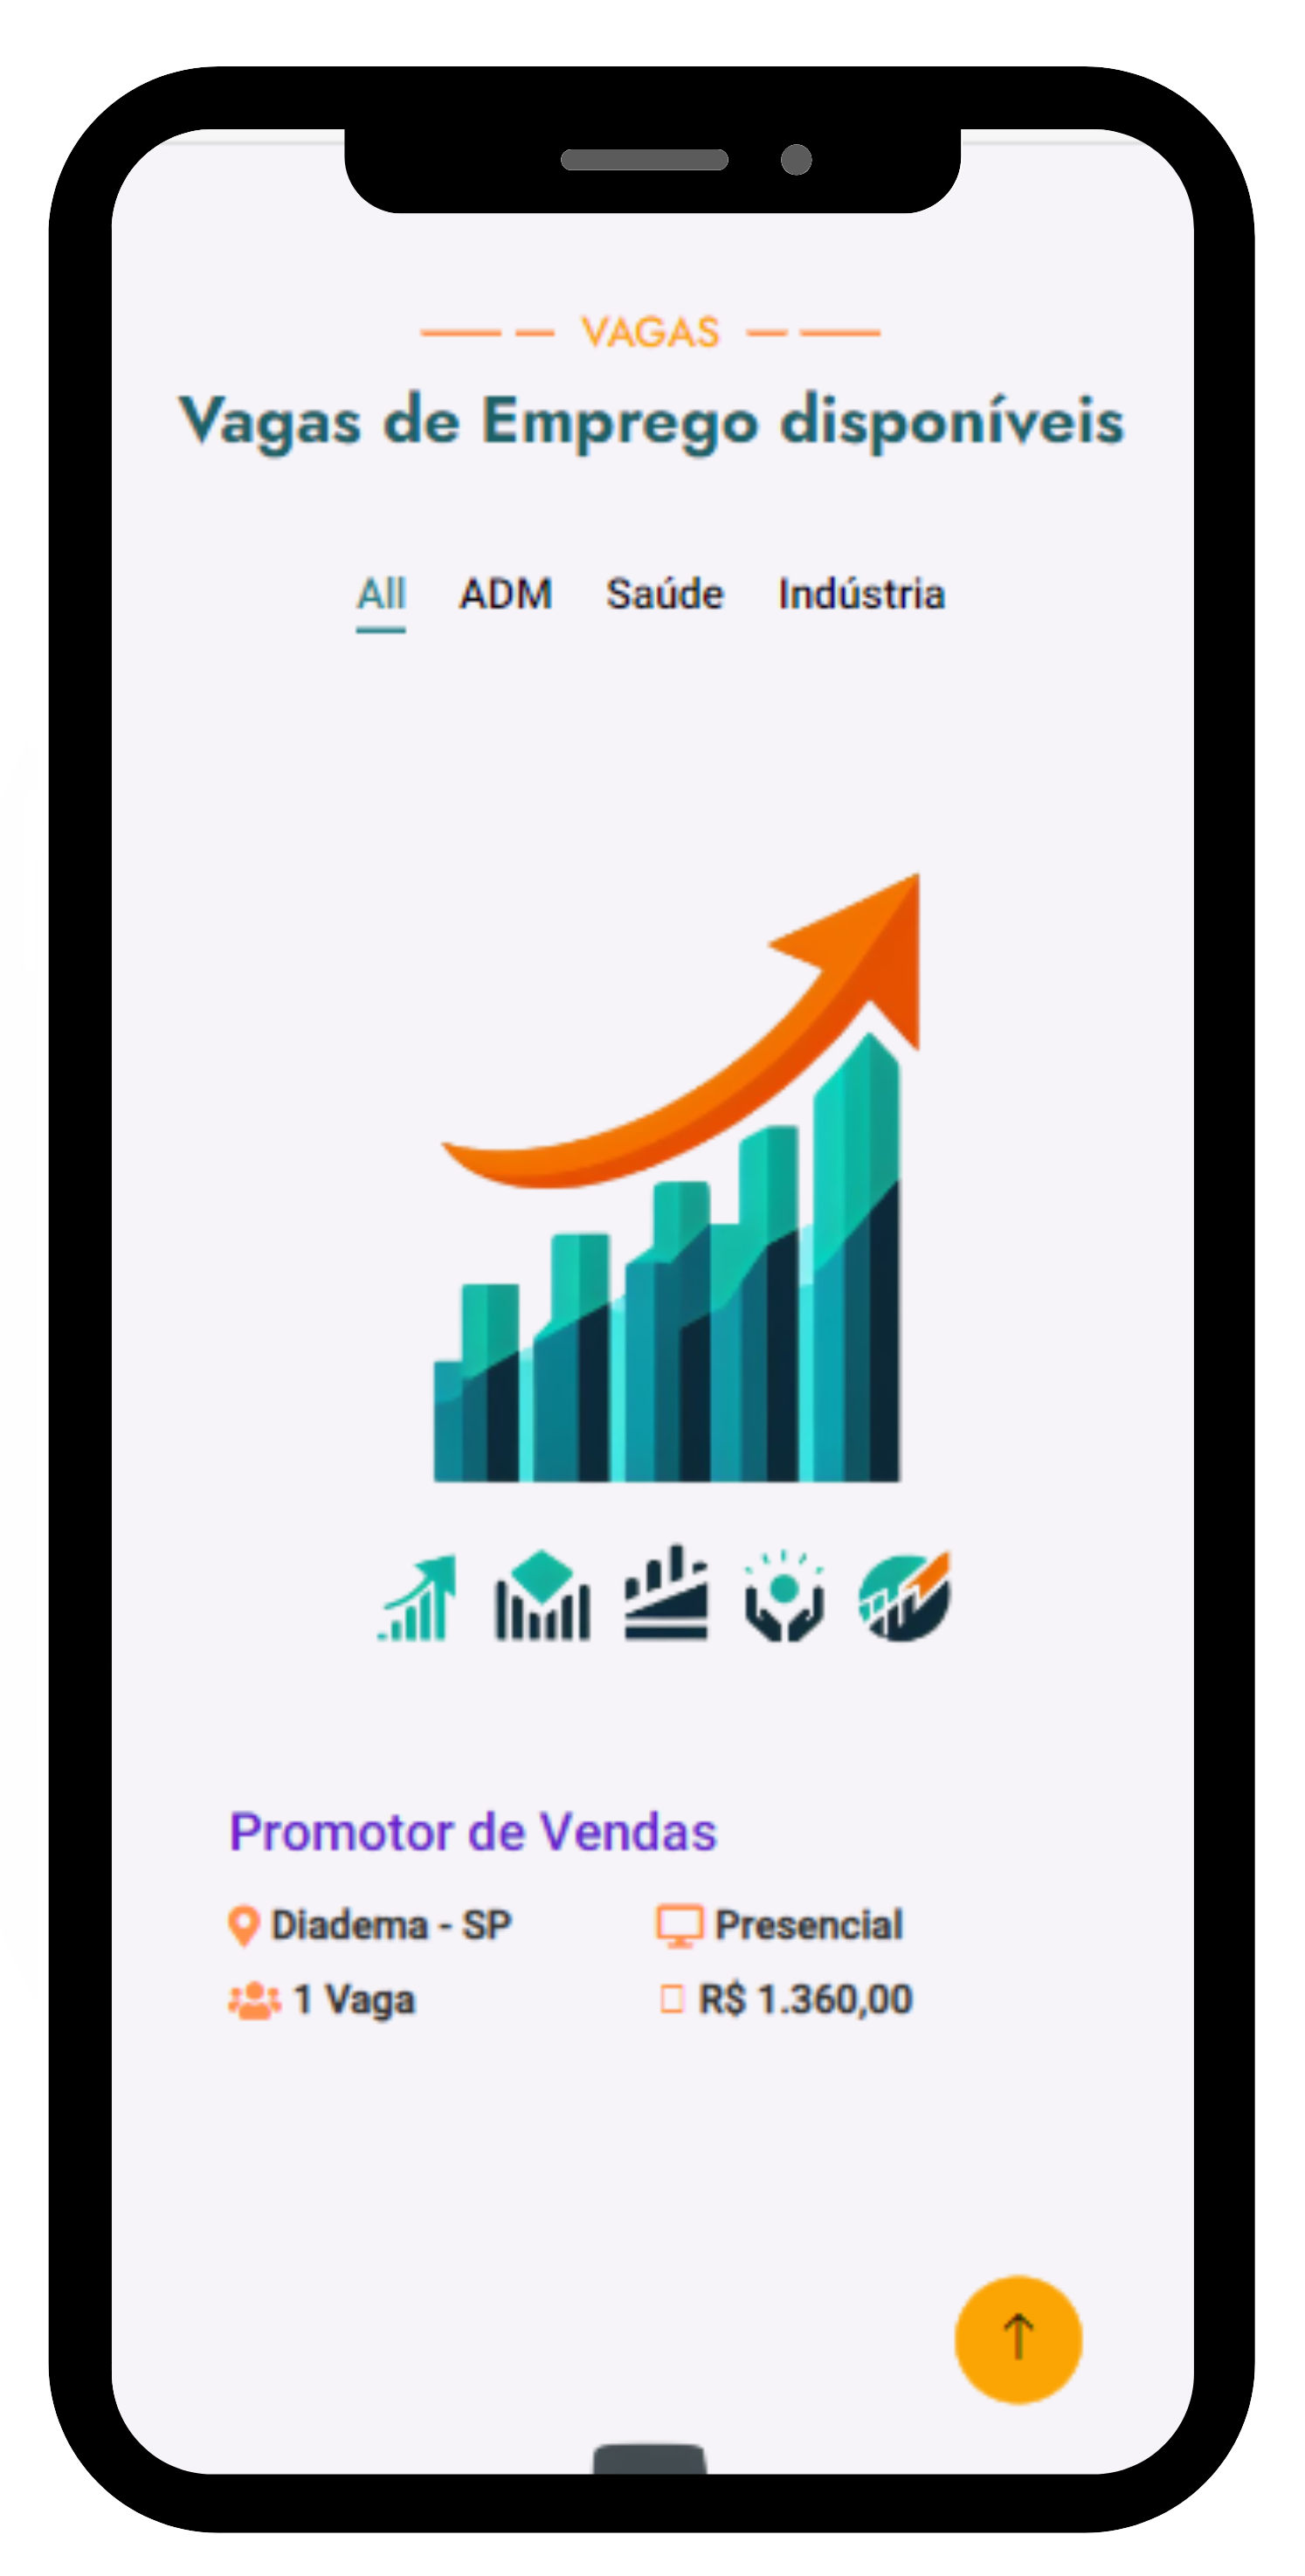 VAGAS
Vagas de Emprego disponíveis
All ADM Saúde Indústria
Promotor de Vendas
Diadema - SP Presencial
1 Vaga R$ 1.360,00